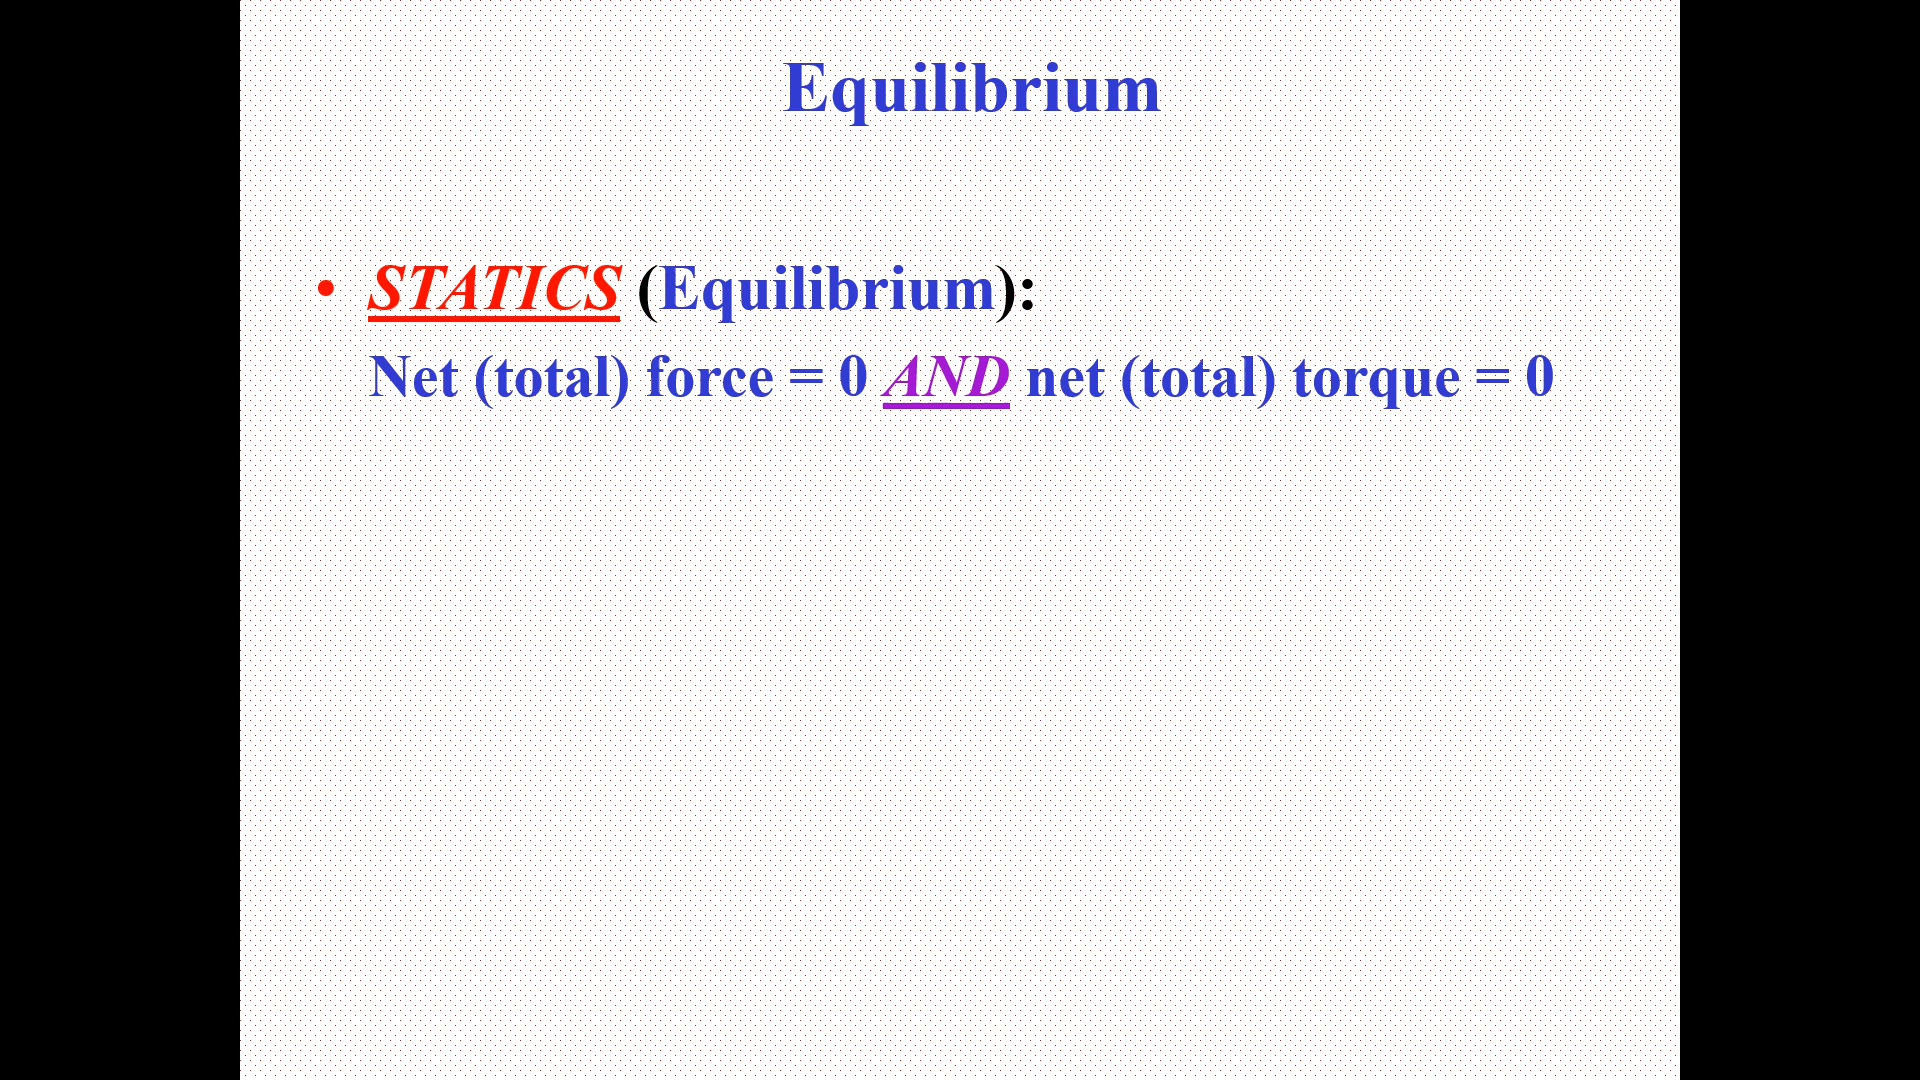 Equilibrium
• STATICS (Equilibrium):
Net (total) force = 0 AND net (total) torque = 0